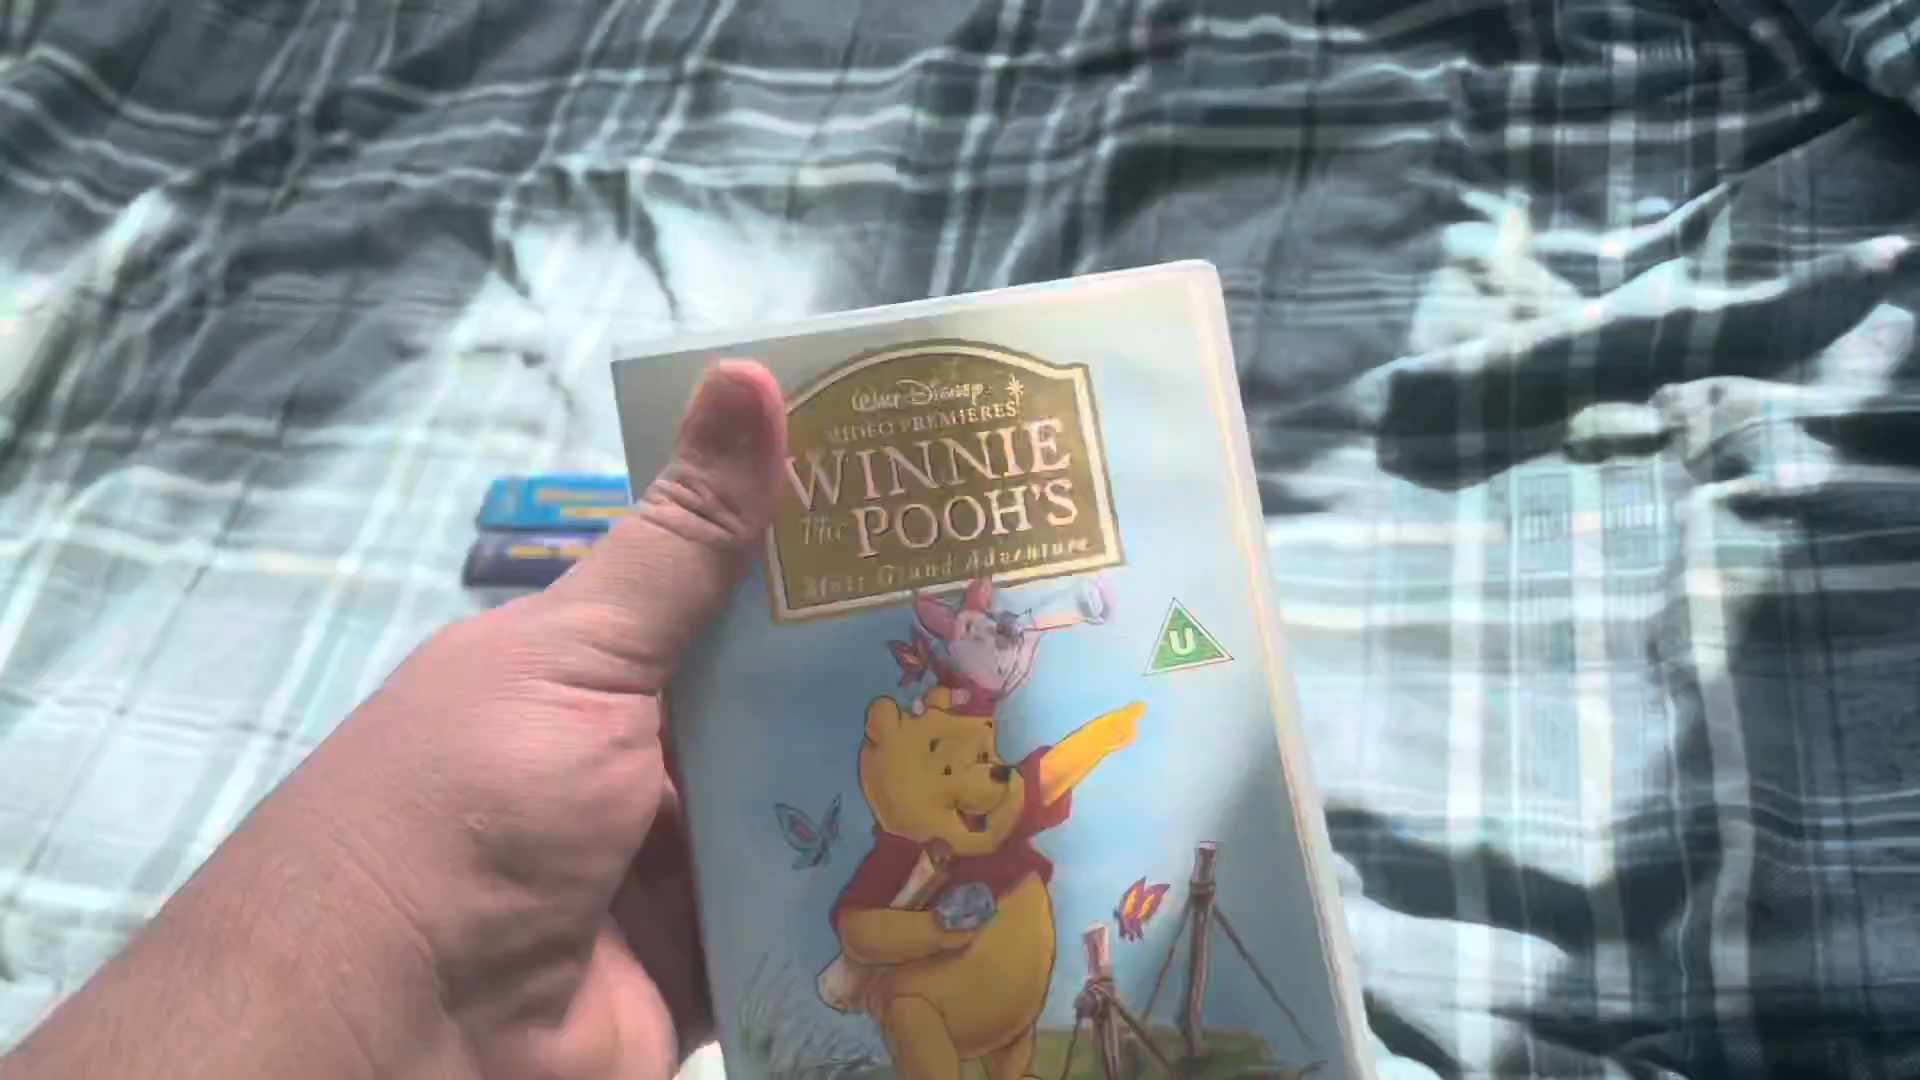 Walt Disney
VIDEO PREMIERES
WINNIE
The POOH'S
Most Grand Adventure
U